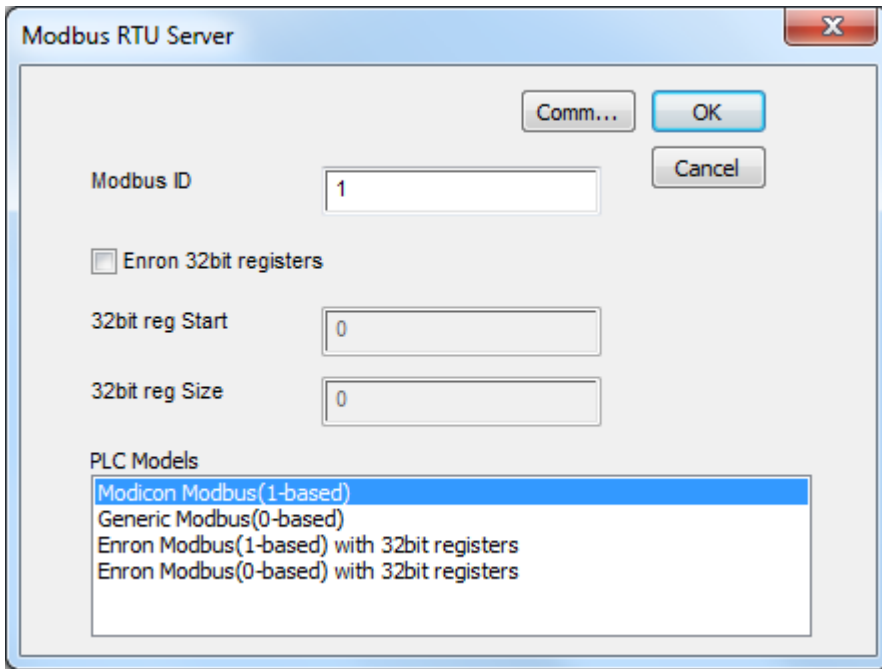 Modbus RTU Server
Comm...
OK
Cancel
Modbus ID
1
Enron 32bit registers
32bit reg Start
0
32bit reg Size
0
PLC Models
Modicon Modbus(1-based)
Generic Modbus(0-based)
Enron Modbus(1-based) with 32bit registers
Enron Modbus(0-based) with 32bit registers